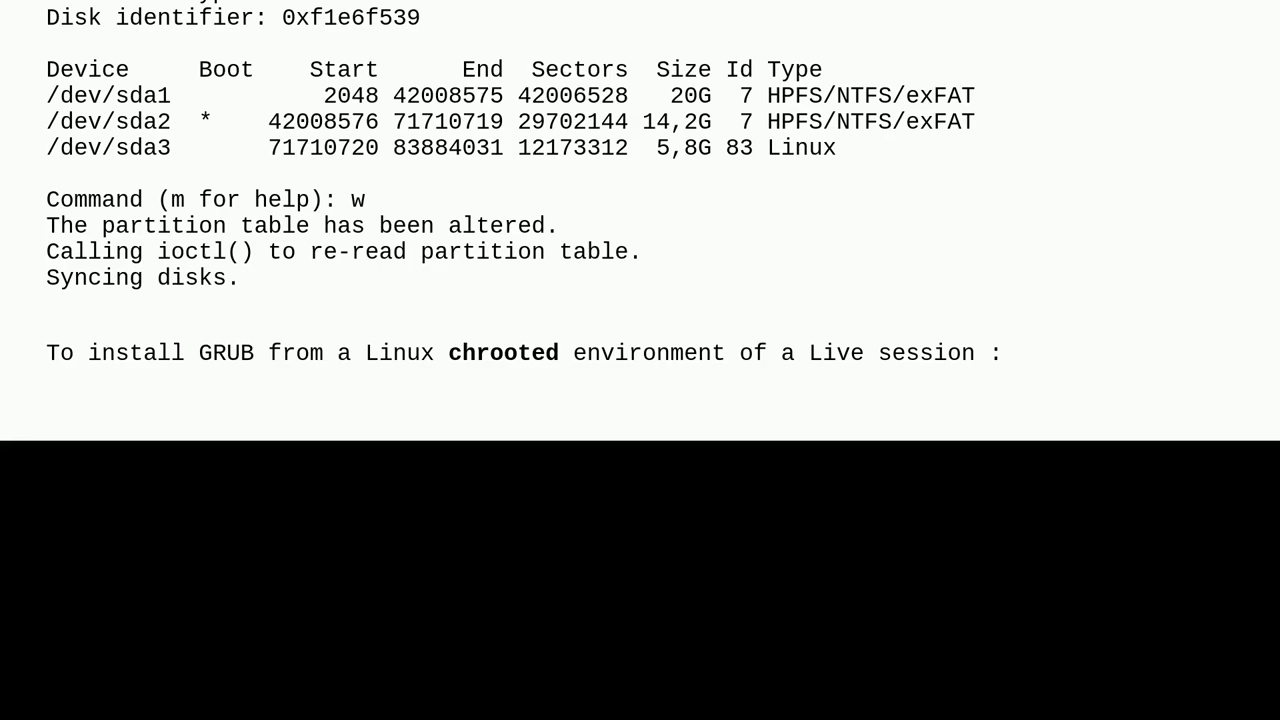 Disk identifier: 0xf1e6f539
Device     Boot    Start      End  Sectors  Size Id Type
/dev/sda1           2048 42008575 42006528   20G  7 HPFS/NTFS/exFAT
/dev/sda2  *    42008576 71710719 29702144 14,2G  7 HPFS/NTFS/exFAT
/dev/sda3       71710720 83884031 12173312  5,8G 83 Linux
Command (m for help): w
The partition table has been altered.
Calling ioctl() to re-read partition table.
Syncing disks.
To install GRUB from a Linux chrooted environment of a Live session :